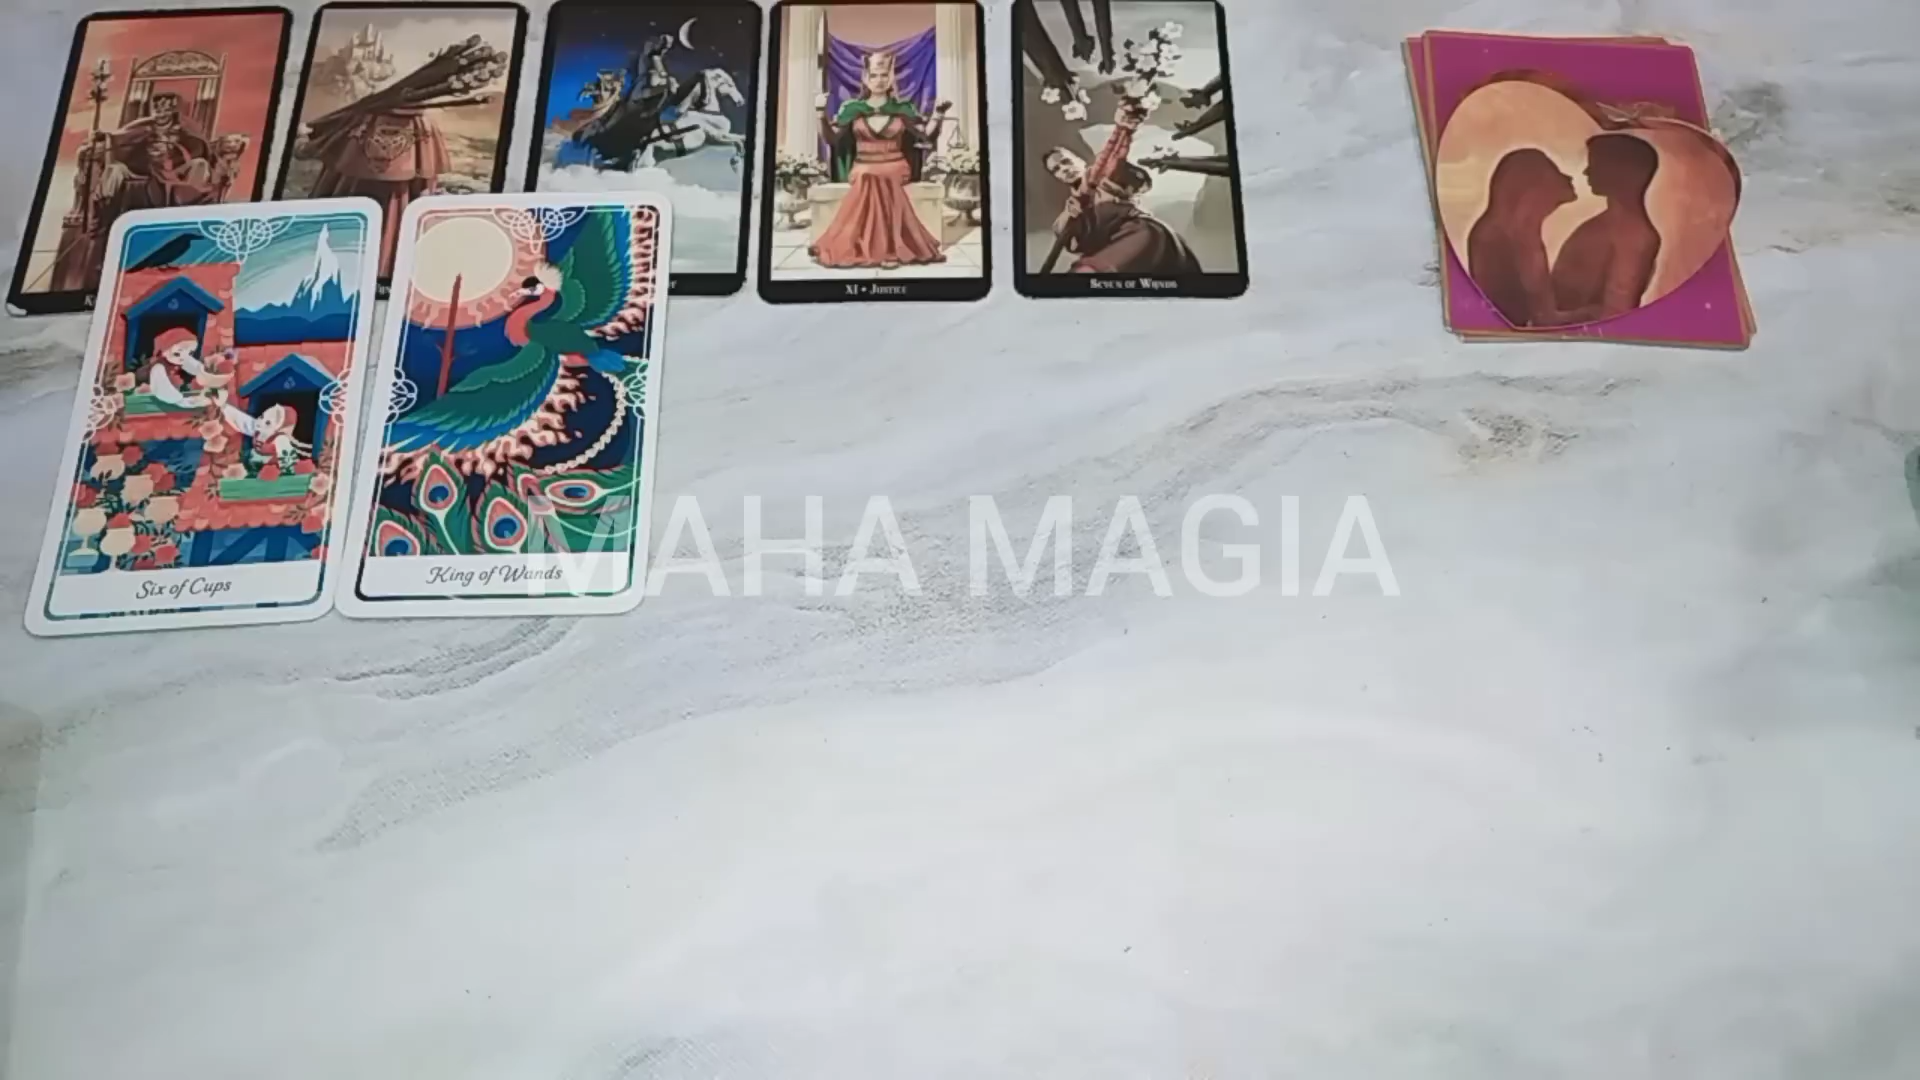 XI • Justice
Seven of Wands
Six of Cups
King of Wands
MAHA MAGIA